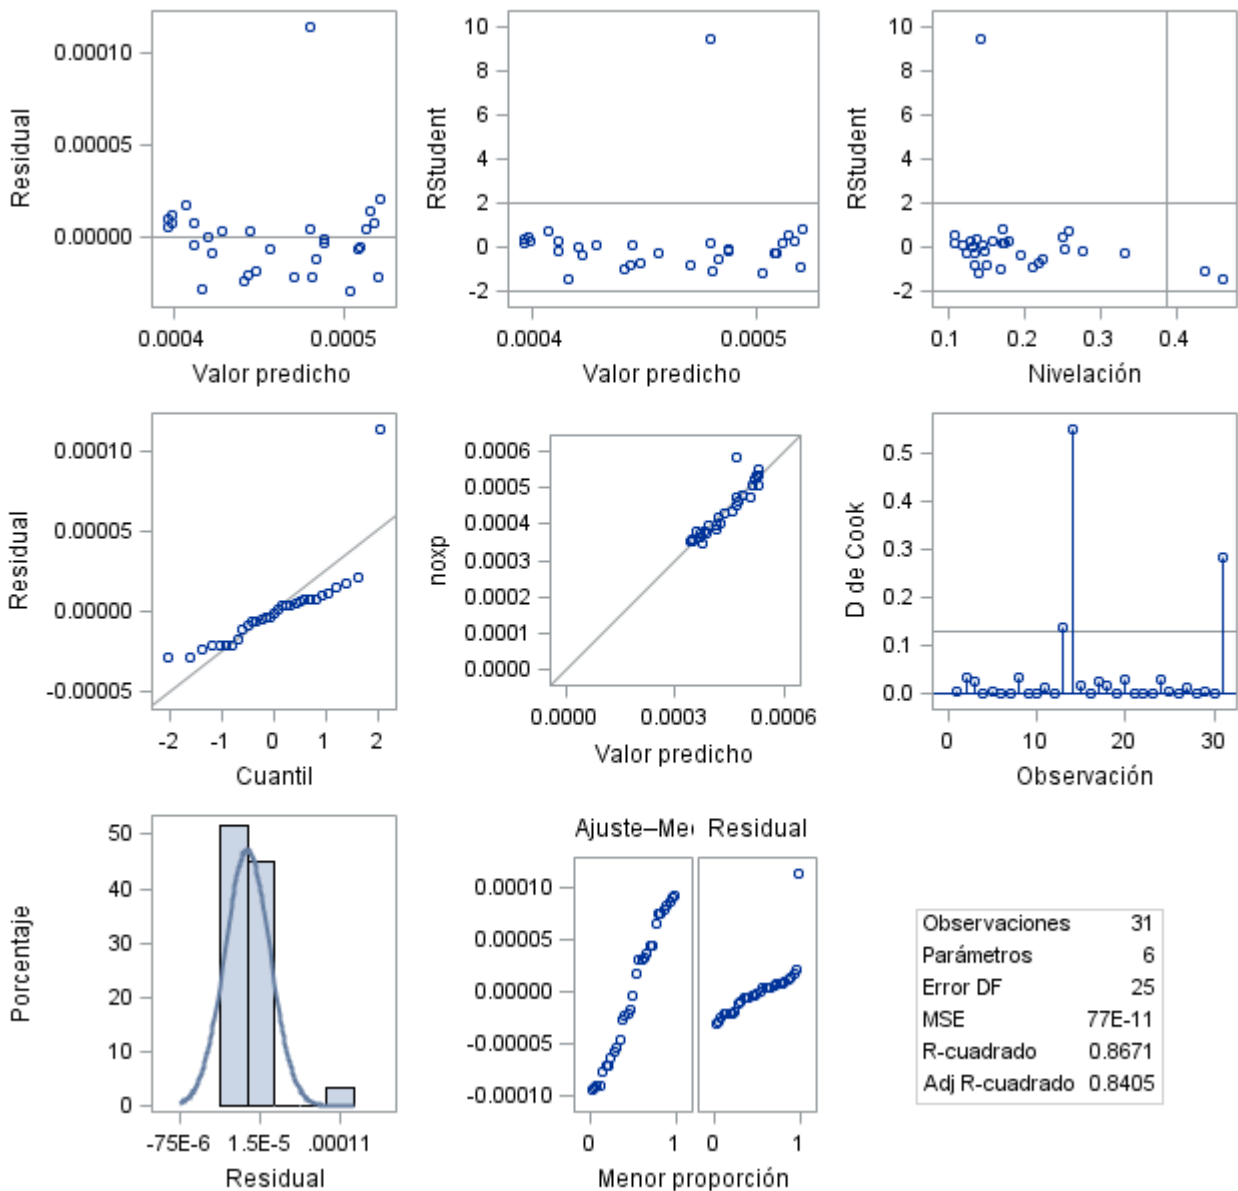 0.00010
0.00005
0.00000
Residual
0.0004 0.0005
Valor predicho
10
8
6
4
2
0
-2
RStudent
0.0004 0.0005
Valor predicho
10
8
6
4
2
0
-2
RStudent
0.1 0.2 0.3 0.4
Nivelación
0.00010
0.00005
0.00000
-0.00005
Residual
-2 -1 0 1 2
Cuantil
0.0006
0.0005
0.0004
0.0003
0.0002
0.0001
0.0000
noxp
0.0000 0.0003 0.0006
Valor predicho
0.5
0.4
0.3
0.2
0.1
0.0
D de Cook
0 10 20 30
Observación
50
40
30
20
10
0
Porcentaje
-75E-6 1.5E-5 .00011
Residual
Ajuste–Me Residual
0.00010
0.00005
0.00000
-0.00005
-0.00010
0 1 0 1
Menor proporción
Observaciones 31
Parámetros 6
Error DF 25
MSE 77E-11
R-cuadrado 0.8671
Adj R-cuadrado 0.8405